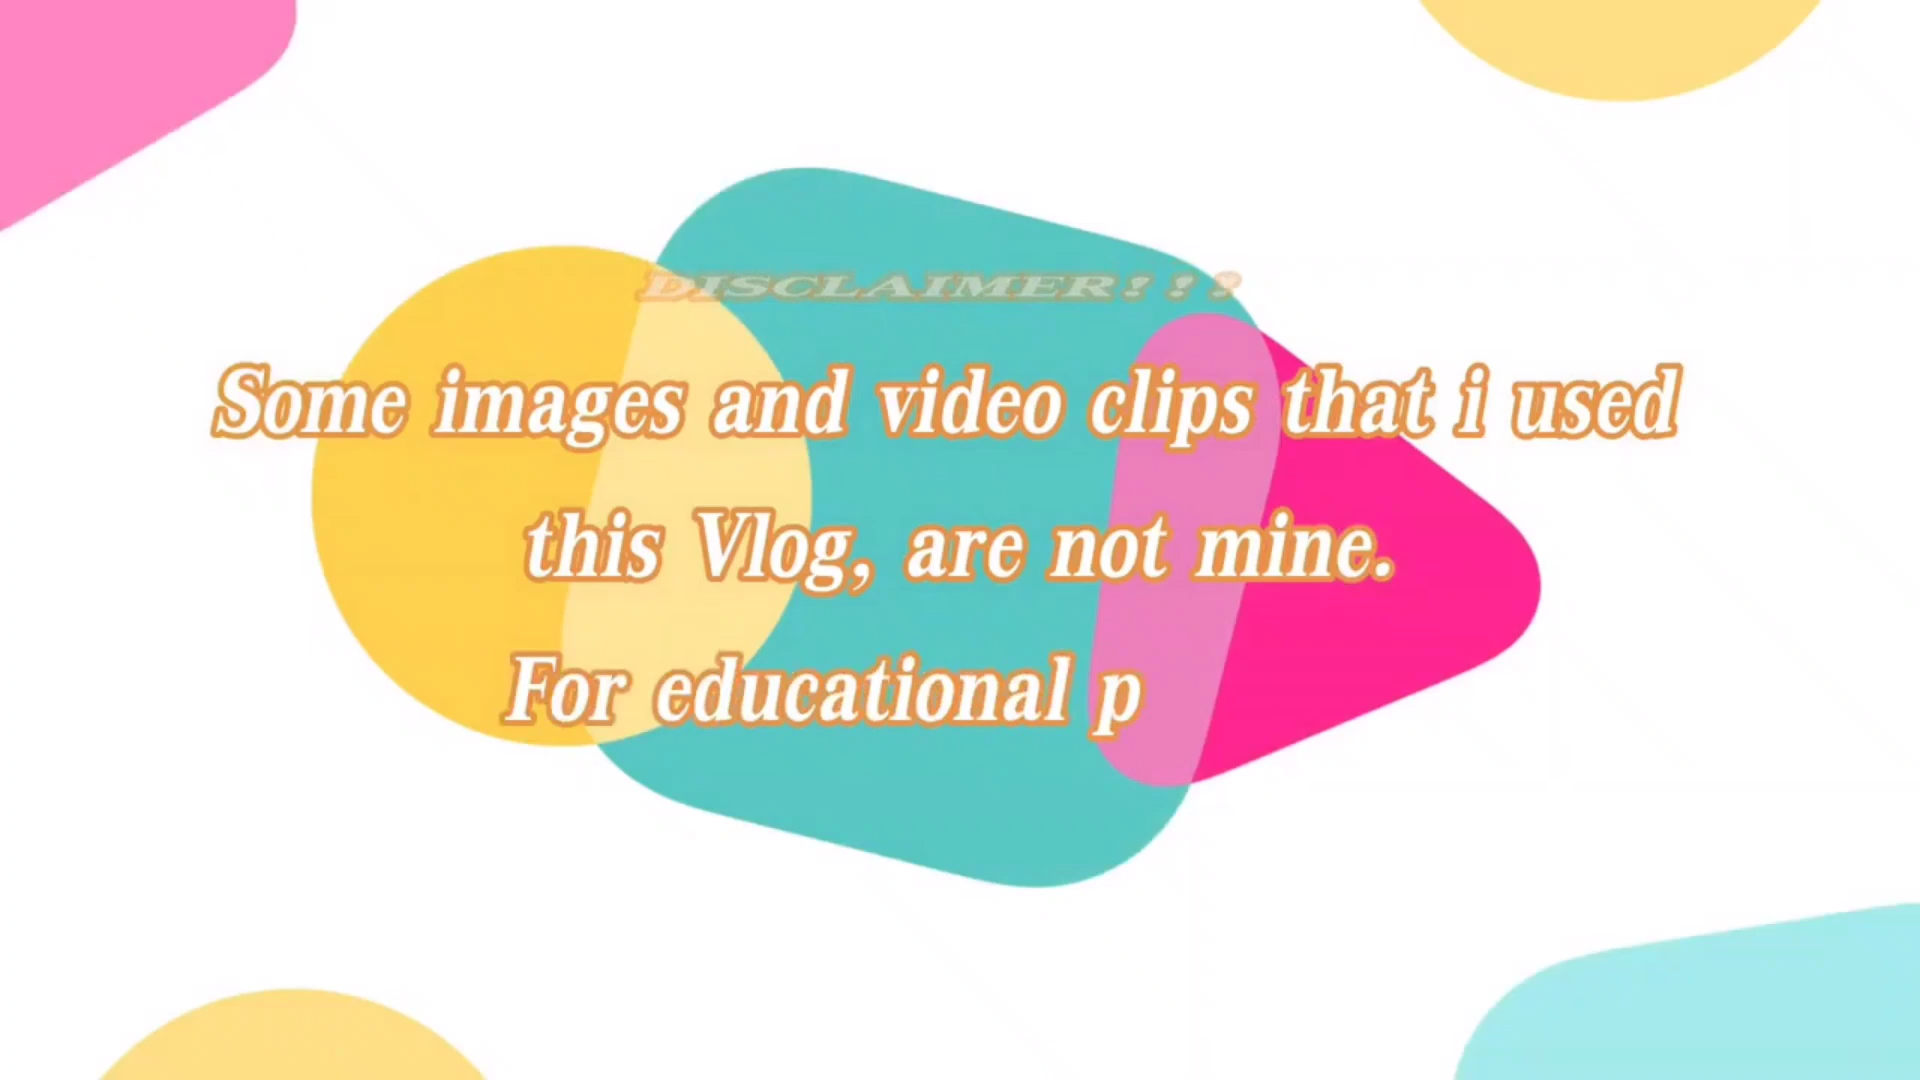 DISCLAIMER!!!
Some images and video clips that i used
this Vlog, are not mine.
For educational p